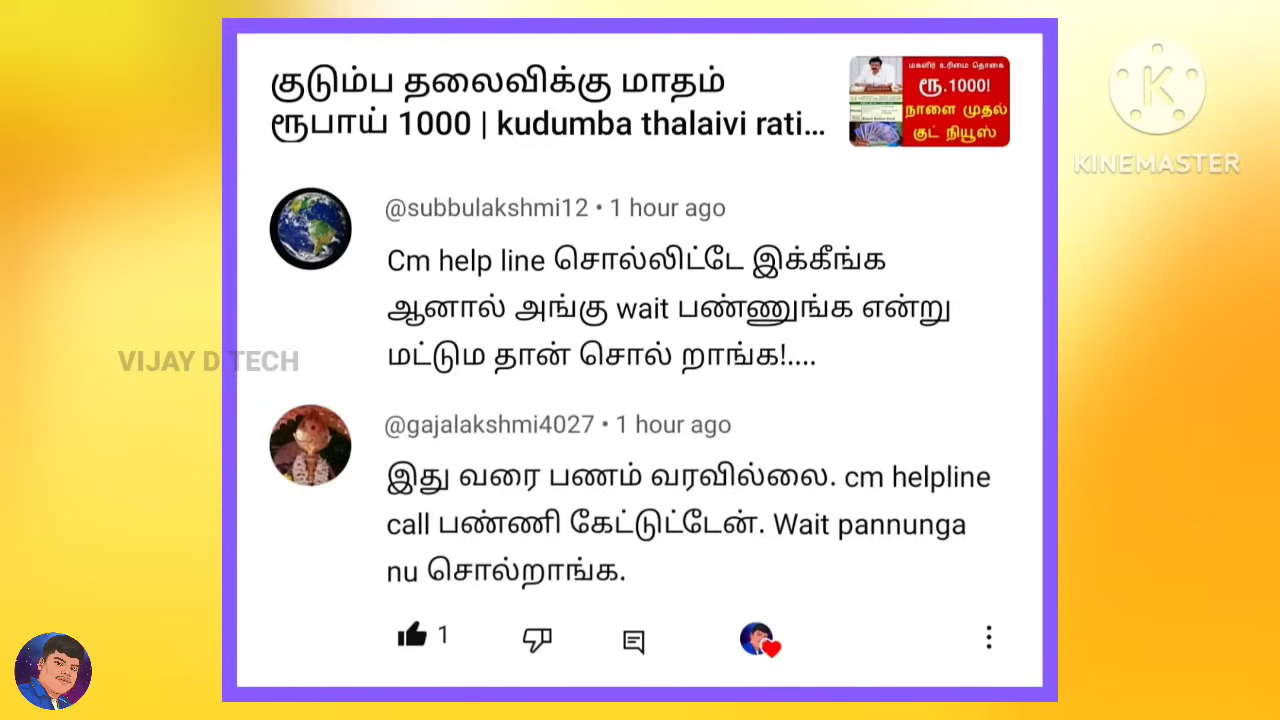 குடும்ப தலைவிக்கு மாதம்
ரூபாய் 1000 | kudumba thalaivi rati...
மகளிர் உரிமை தொகை
ரூ.1000!
நாளை முதல்
குட் நியூஸ்
KINEMASTER
@subbulakshmi12 • 1 hour ago
Cm help line சொல்லிட்டே இக்கீங்க
ஆனால் அங்கு wait பண்ணுங்க என்று
மட்டும தான் சொல் றாங்க!....
VIJAY D TECH
@gajalakshmi4027 • 1 hour ago
இது வரை பணம் வரவில்லை. cm helpline
call பண்ணி கேட்டுட்டேன். Wait pannunga
nu சொல்றாங்க.
1